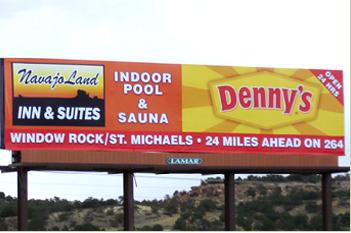 NavajoLand
INN & SUITES
INDOOR
POOL
&
SAUNA
Denny's
OPEN
24 HRS
WINDOW ROCK/ST. MICHAELS • 24 MILES AHEAD ON 264
LAMAR